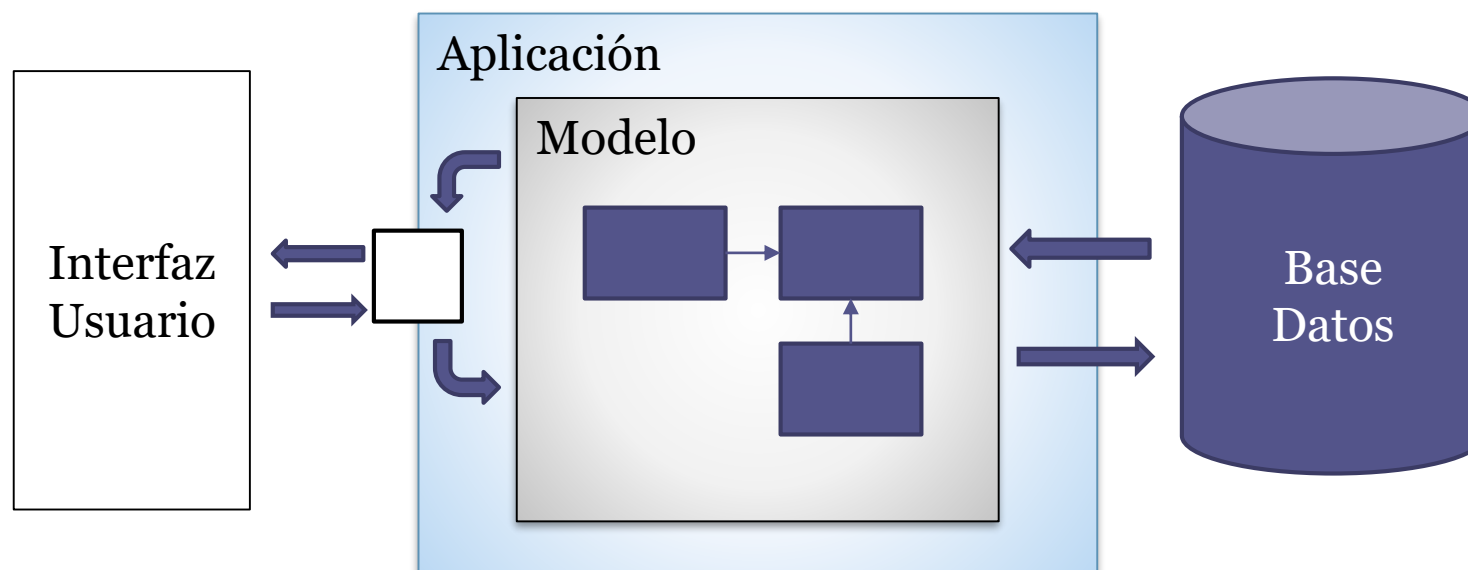 Aplicación
Modelo
Interfaz
Usuario
Base
Datos